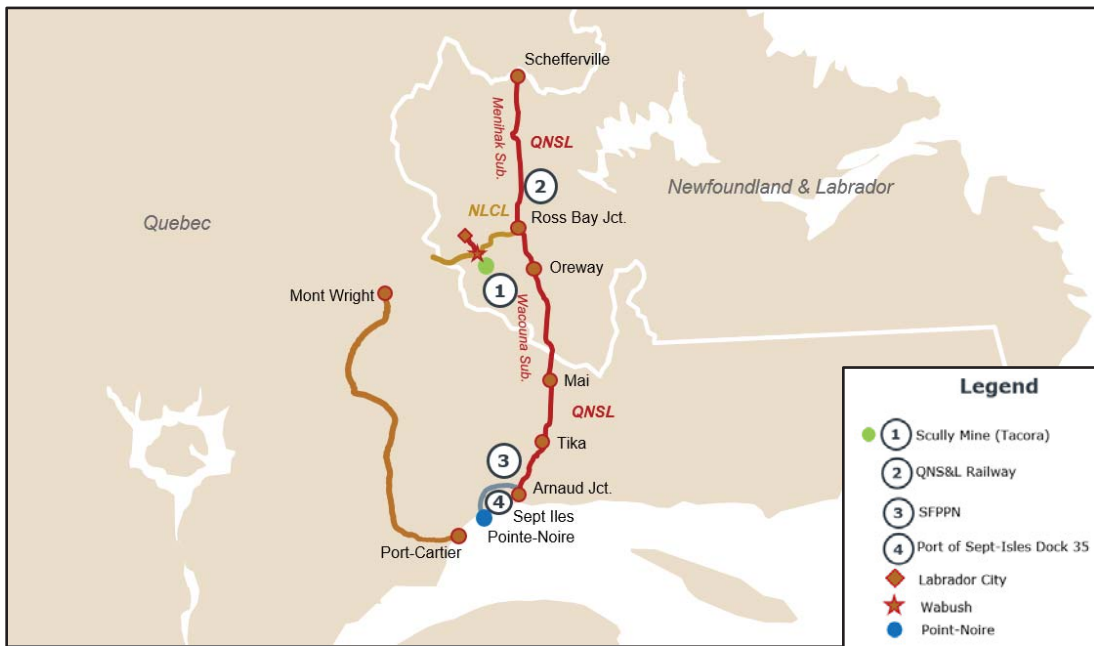 Schefferville
Menihak Sub.
QNSL
2
Newfoundland & Labrador
Quebec
NLCL
Ross Bay Jct.
Oreway
1
Mont Wright
Wacouna Sub.
Mai
QNSL
Tika
3
Arnaud Jct.
4
Sept Iles
Pointe-Noire
Port-Cartier
Legend
1 Scully Mine (Tacora)
2 QNS&L Railway
3 SFPPN
4 Port of Sept-Isles Dock 35
Labrador City
Wabush
Point-Noire